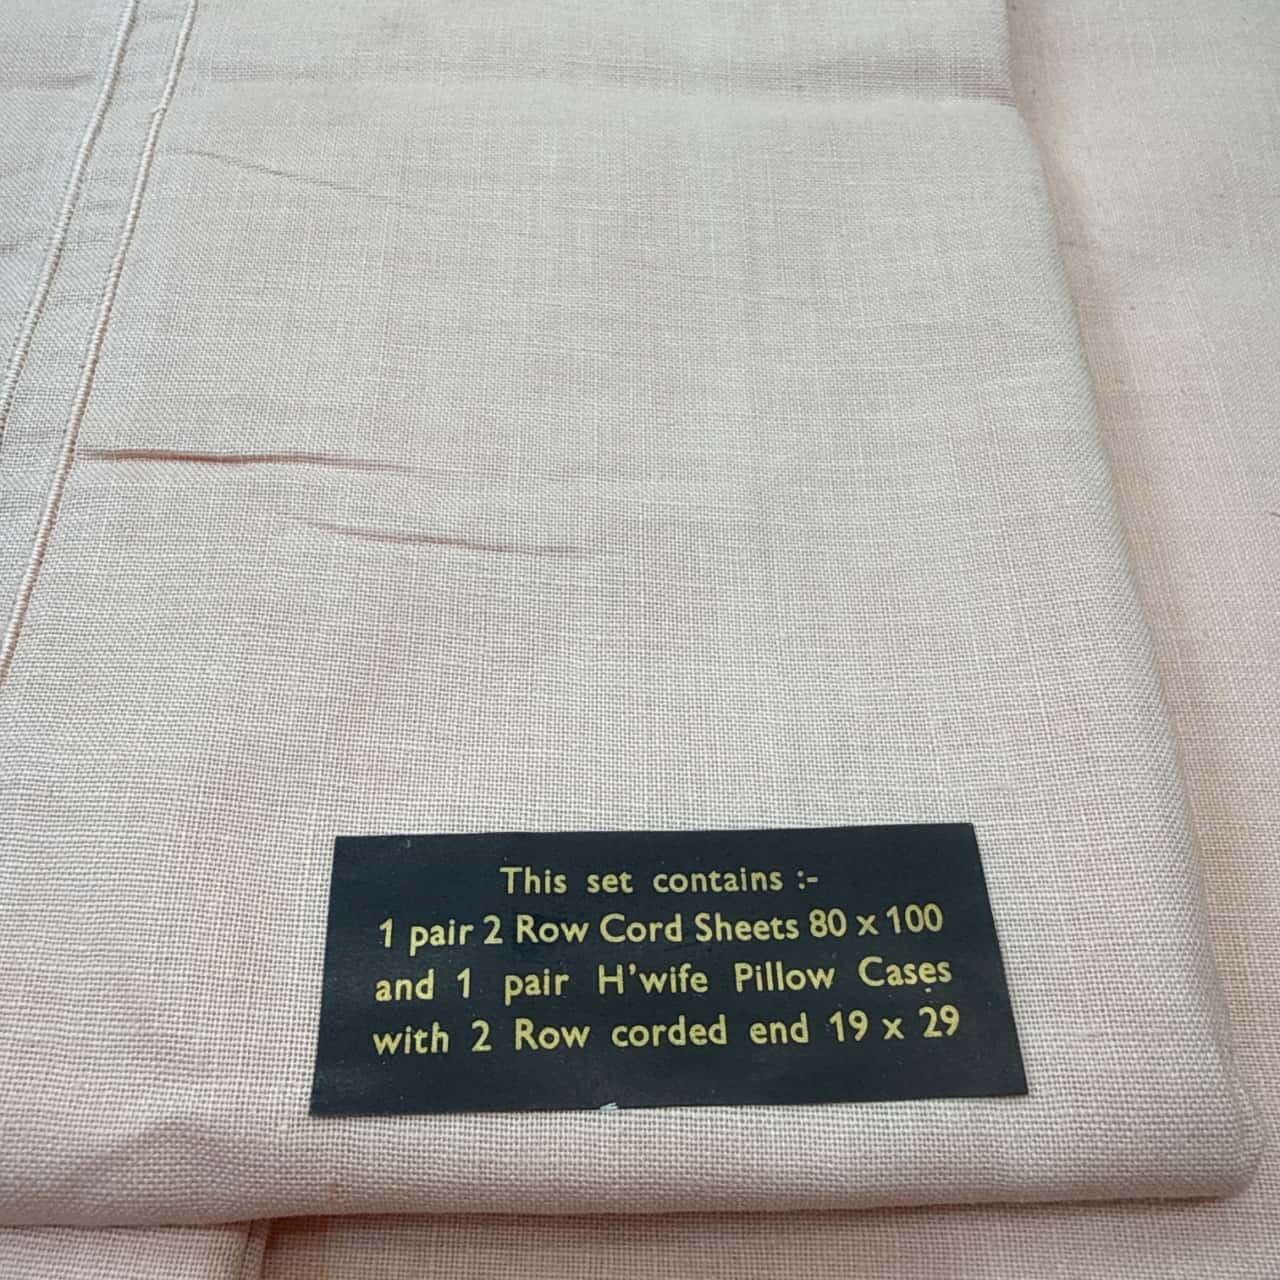 This set contains :-
1 pair 2 Row Cord Sheets 80 x 100
and 1 pair H'wife Pillow Cases
with 2 Row corded end 19 x 29